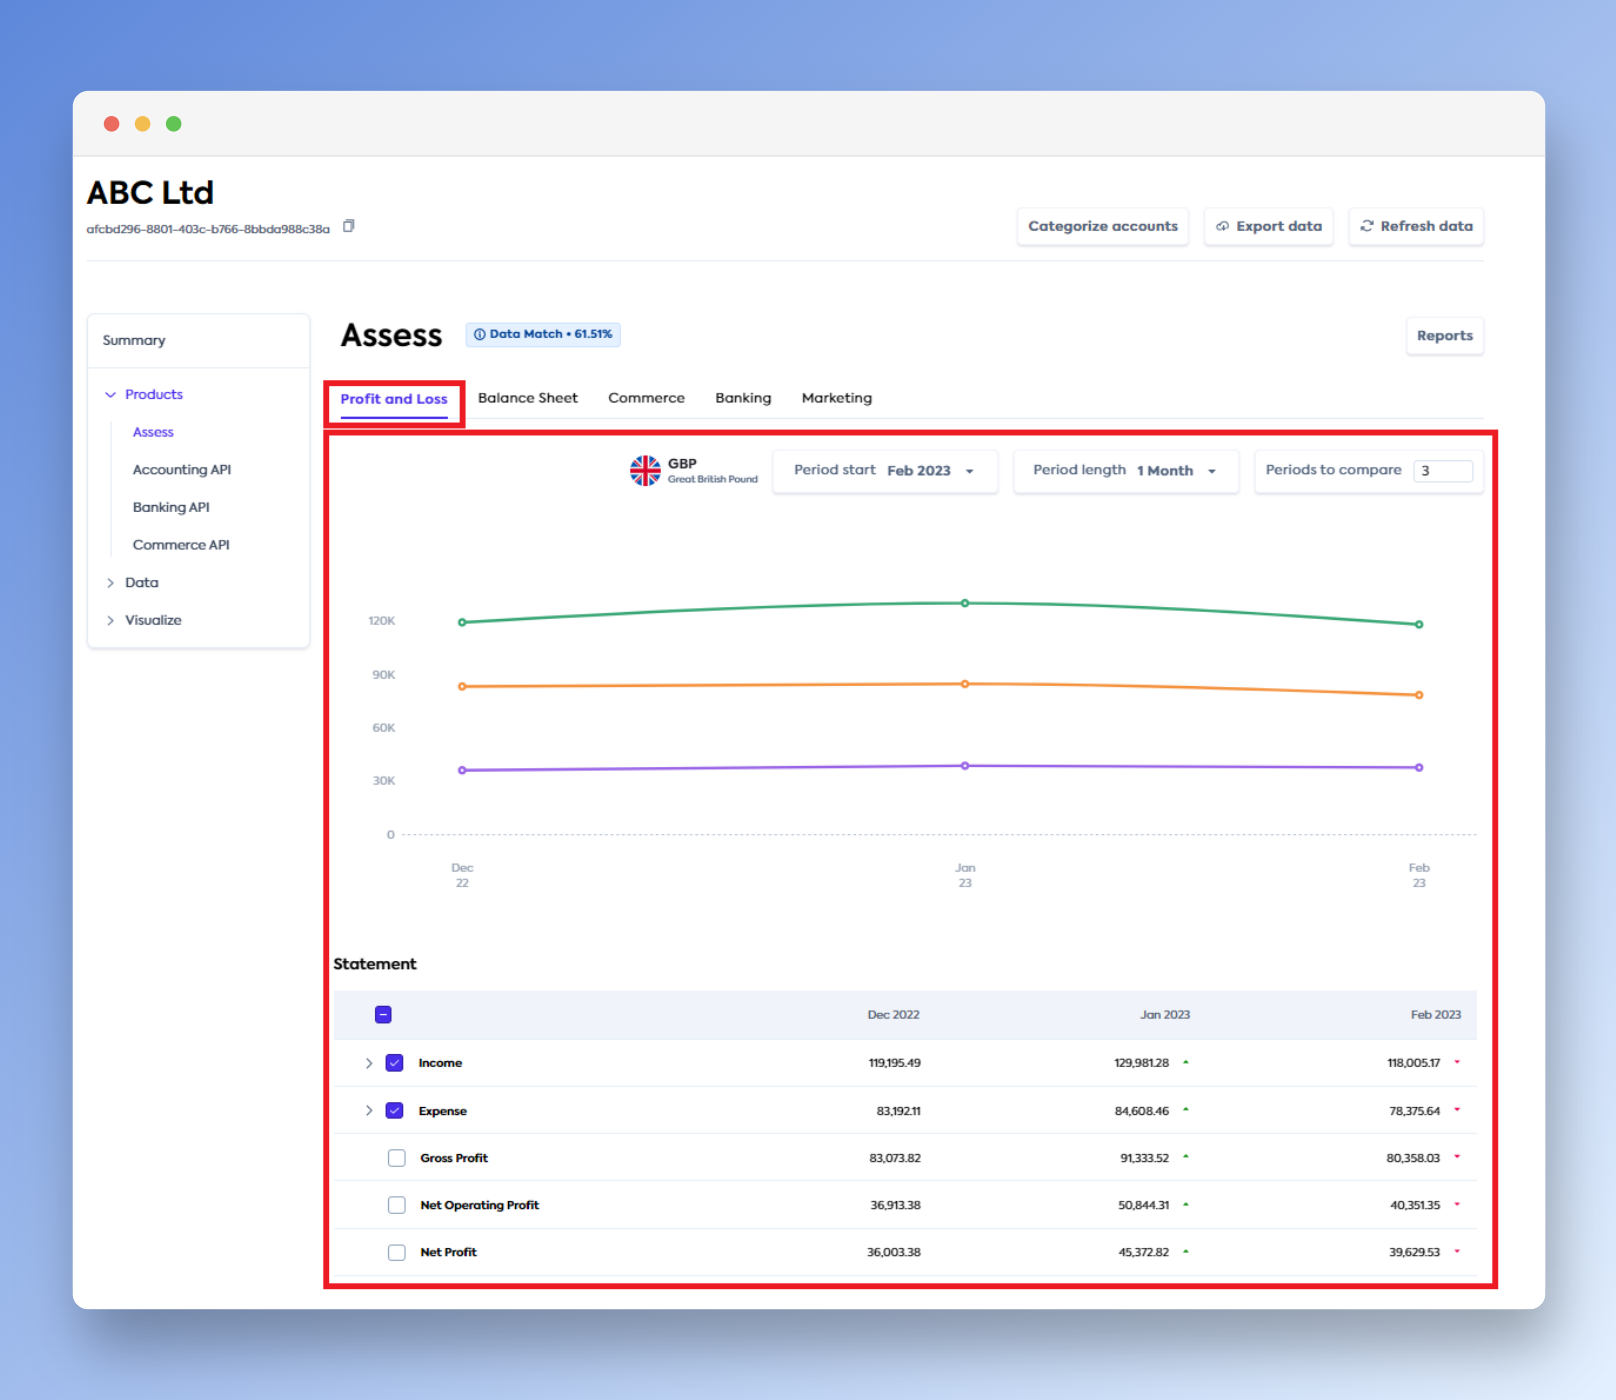 ABC Ltd
afcbd296-8801-403c-b766-8bbda988c38a
Categorize accounts
Export data
Refresh data
Summary
Products
Assess
Accounting API
Banking API
Commerce API
Data
Visualize
Assess
Data Match • 61.51%
Reports
Profit and Loss
Balance Sheet
Commerce
Banking
Marketing
GBP
Great British Pound
Period start Feb 2023
Period length 1 Month
Periods to compare 3
120K
90K
60K
30K
0
Dec
22
Jan
23
Feb
23
Statement
Dec 2022 Jan 2023 Feb 2023
Income 119,195.49 129,981.28 118,005.17
Expense 83,192.11 84,608.46 78,375.64
Gross Profit 83,073.82 91,333.52 80,358.03
Net Operating Profit 36,913.38 50,844.31 40,351.35
Net Profit 36,003.38 45,372.82 39,629.53